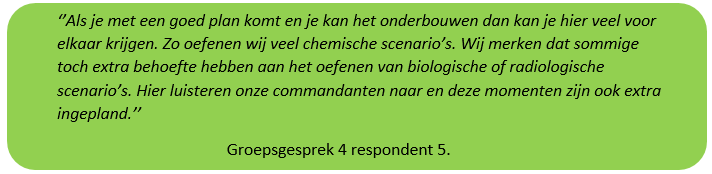 ‘’Als je met een goed plan komt en je kan het onderbouwen dan kan je hier veel voor
elkaar krijgen. Zo oefenen wij veel chemische scenario’s. Wij merken dat sommige
toch extra behoefte hebben aan het oefenen van biologische of radiologische
scenario’s. Hier luisteren onze commandanten naar en deze momenten zijn ook extra
ingepland.’’
Groepsgesprek 4 respondent 5.